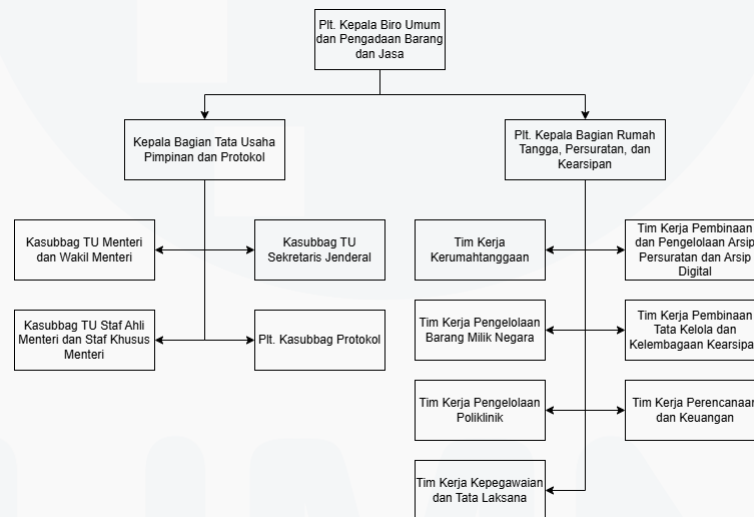 Plt. Kepala Biro Umum
dan Pengadaan Barang
dan Jasa
Kepala Bagian Tata Usaha
Pimpinan dan Protokol
Plt. Kepala Bagian Rumah
Tangga, Persuratan, dan
Kearsipan
Kasubbag TU Menteri
dan Wakil Menteri
Kasubbag TU
Sekretaris Jenderal
Tim Kerja
Kerumahtanggaan
Tim Kerja Pembinaan
dan Pengelolaan Arsip
Persuratan dan Arsip
Digital
Kasubbag TU Staf Ahli
Menteri dan Staf Khusus
Menteri
Plt. Kasubbag Protokol
Tim Kerja Pengelolaan
Barang Milik Negara
Tim Kerja Pembinaan
Tata Kelola dan
Kelembagaan Kearsipa
Tim Kerja Pengelolaan
Poliklinik
Tim Kerja Perencanaan
dan Keuangan
Tim Kerja Kepegawaian
dan Tata Laksana